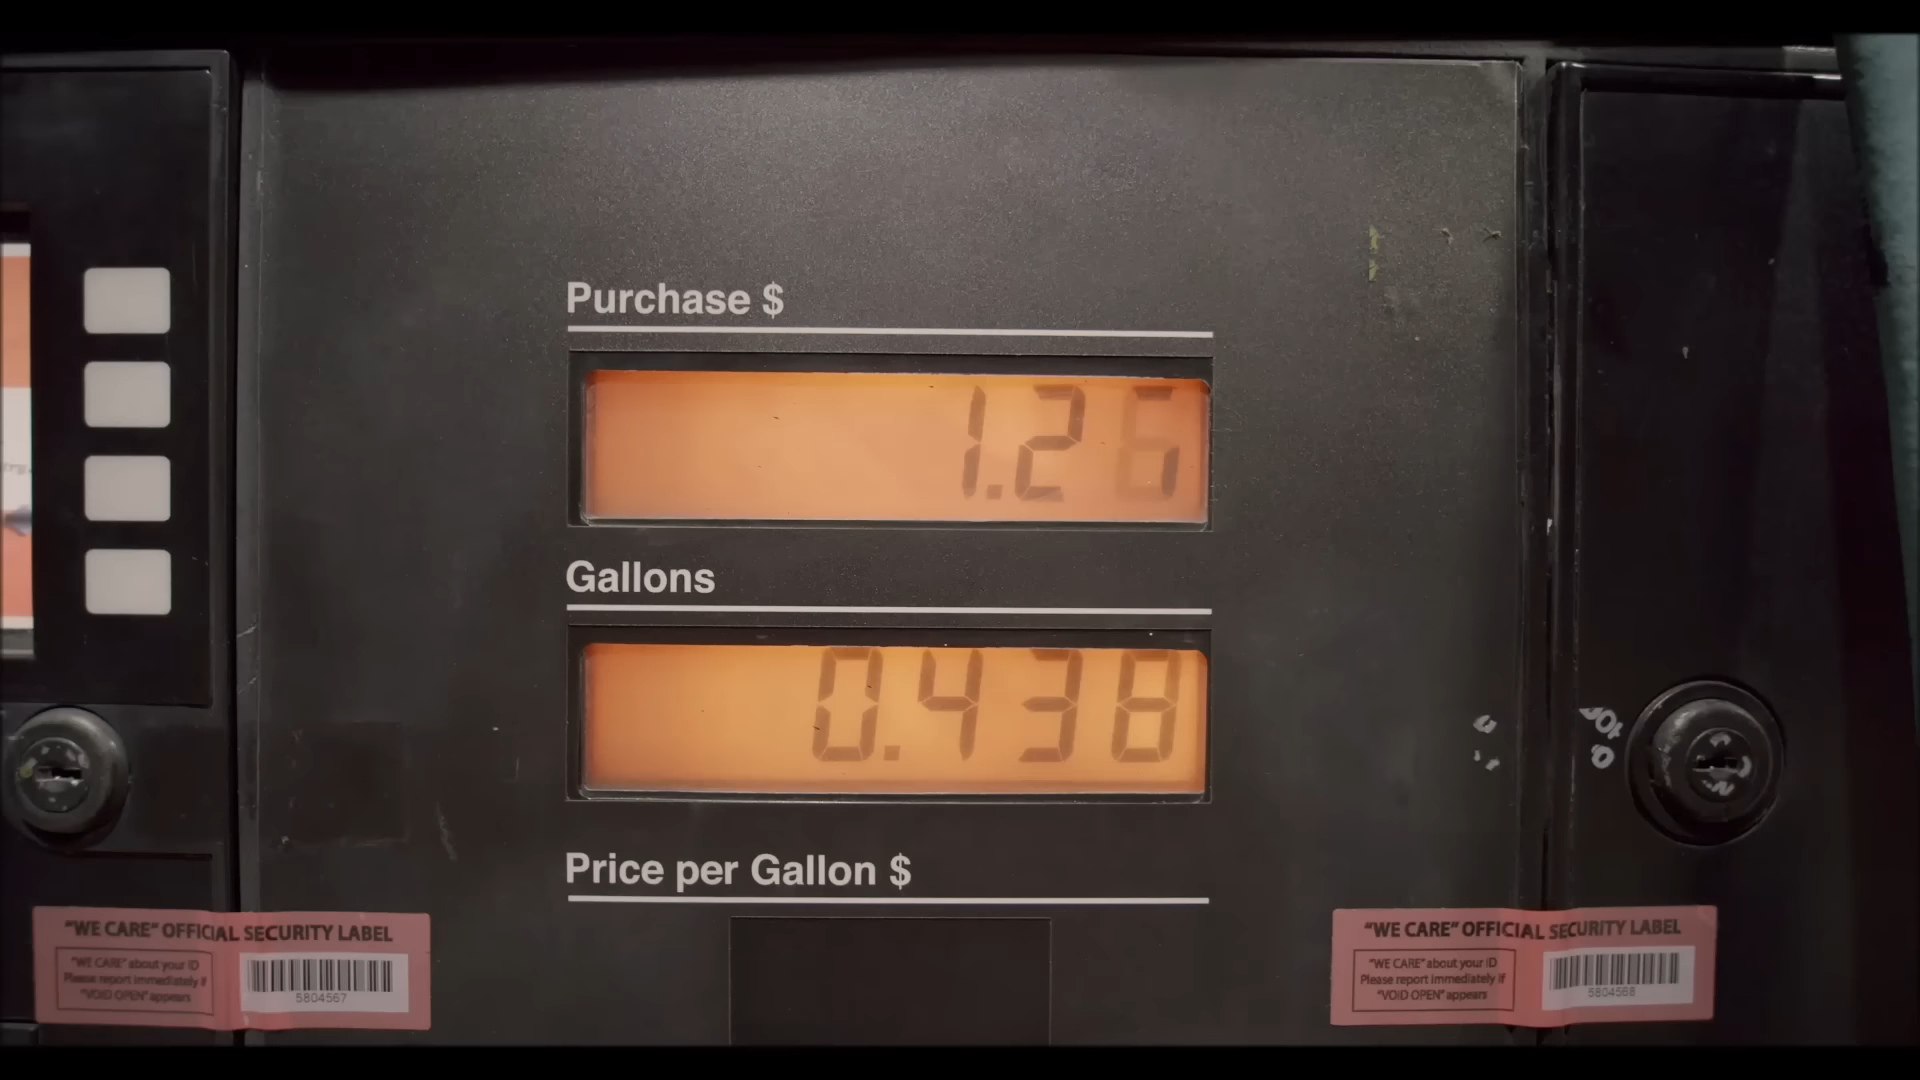 Purchase $
1.26
Gallons
0.438
Price per Gallon $
"WE CARE" OFFICIAL SECURITY LABEL
"WE CARE" about your ID
Please report immediately if
"VOID OPEN" appears
5804567
"WE CARE" OFFICIAL SECURITY LABEL
"WE CARE" about your ID
Please report immediately if
"VOID OPEN" appears
5804568